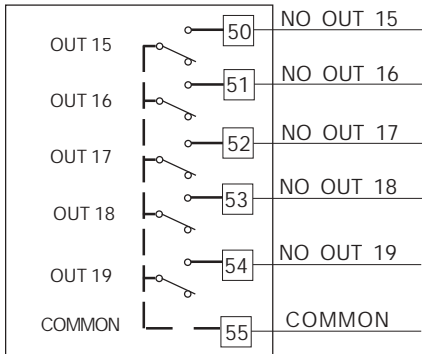 OUT 15 50 NO OUT 15
OUT 16 51 NO OUT 16
OUT 17 52 NO OUT 17
OUT 18 53 NO OUT 18
OUT 19 54 NO OUT 19
COMMON 55 COMMON